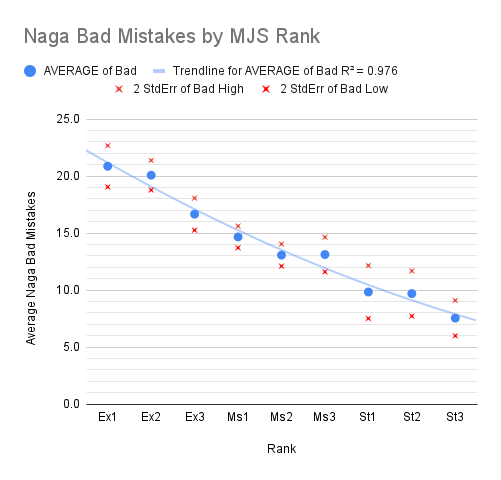 Naga Bad Mistakes by MJS Rank
AVERAGE of Bad Trendline for AVERAGE of Bad R² = 0.976
2 StdErr of Bad High 2 StdErr of Bad Low
25.0
20.0
15.0
10.0
5.0
0.0
Average Naga Bad Mistakes
Ex1 Ex2 Ex3 Ms1 Ms2 Ms3 St1 St2 St3
Rank